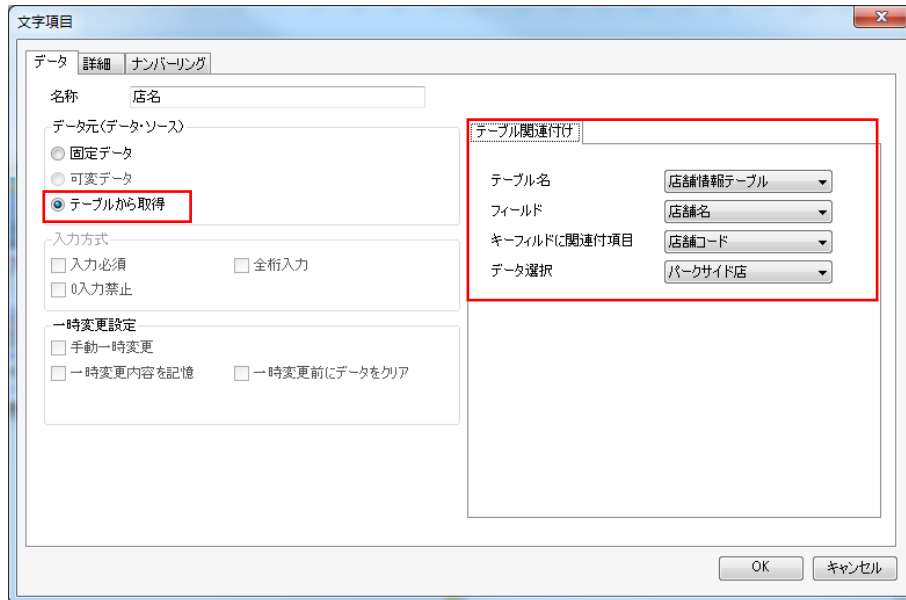 文字項目
データ 詳細 ナンバーリング
名称 店名
データ元(データ・ソース)
固定データ
可変データ
テーブルから取得
入力方式
入力必須 全桁入力
0入力禁止
一時変更設定
手動一時変更
一時変更内容を記憶 一時変更前にデータをクリア
テーブル関連付け
テーブル名 店舗情報テーブル
フィールド 店舗名
キーフィルドに関連付項目 店舗コード
データ選択 パークサイド店
OK キャンセル